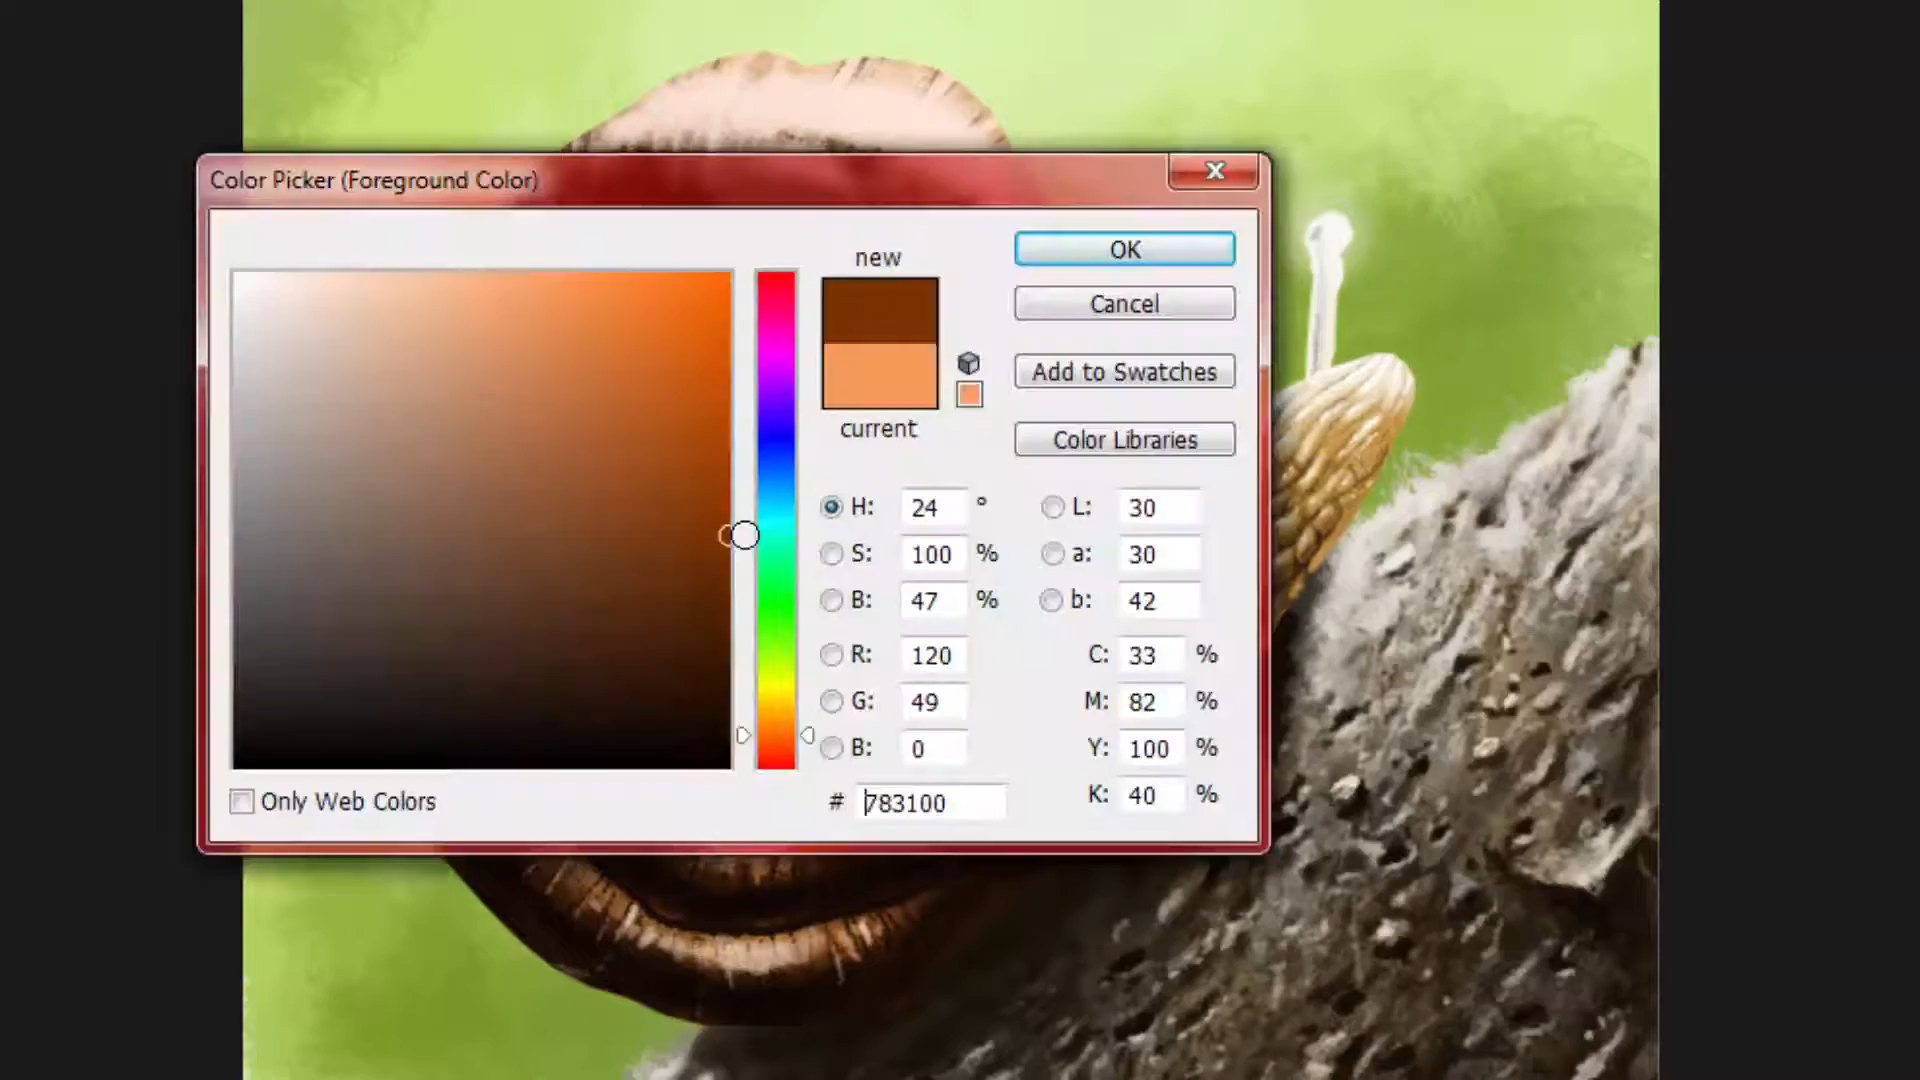 Color Picker (Foreground Color)
X
new
current
OK
Cancel
Add to Swatches
Color Libraries
H: 24 °
S: 100 %
B: 47 %
R: 120
G: 49
B: 0
# 783100
L: 30
a: 30
b: 42
C: 33 %
M: 82 %
Y: 100 %
K: 40 %
Only Web Colors